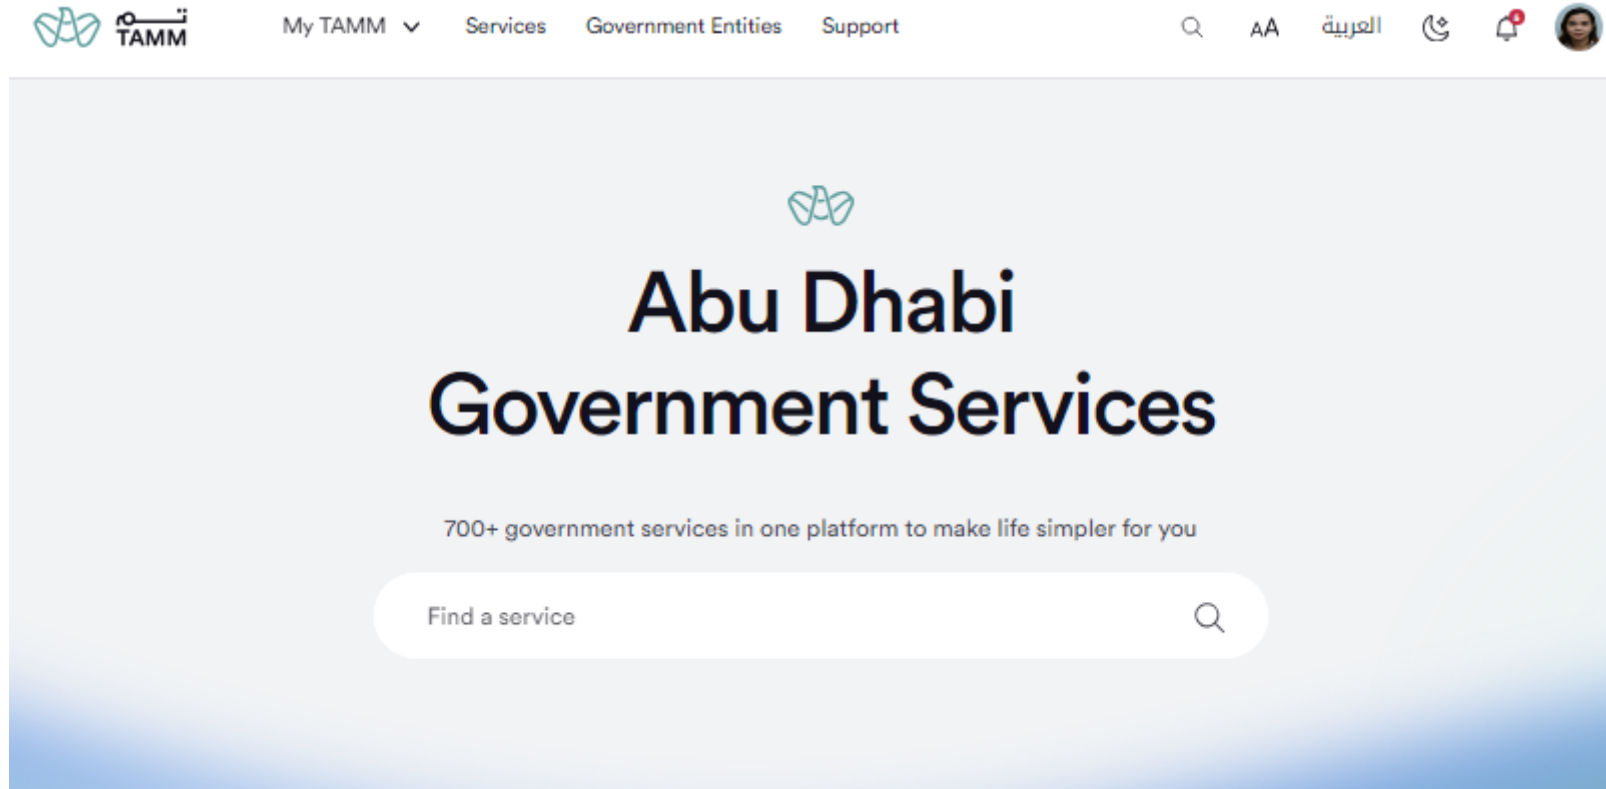 تـــم
TAMM
My TAMM
Services
Government Entities
Support
AA
العربية
Abu Dhabi
Government Services
700+ government services in one platform to make life simpler for you
Find a service